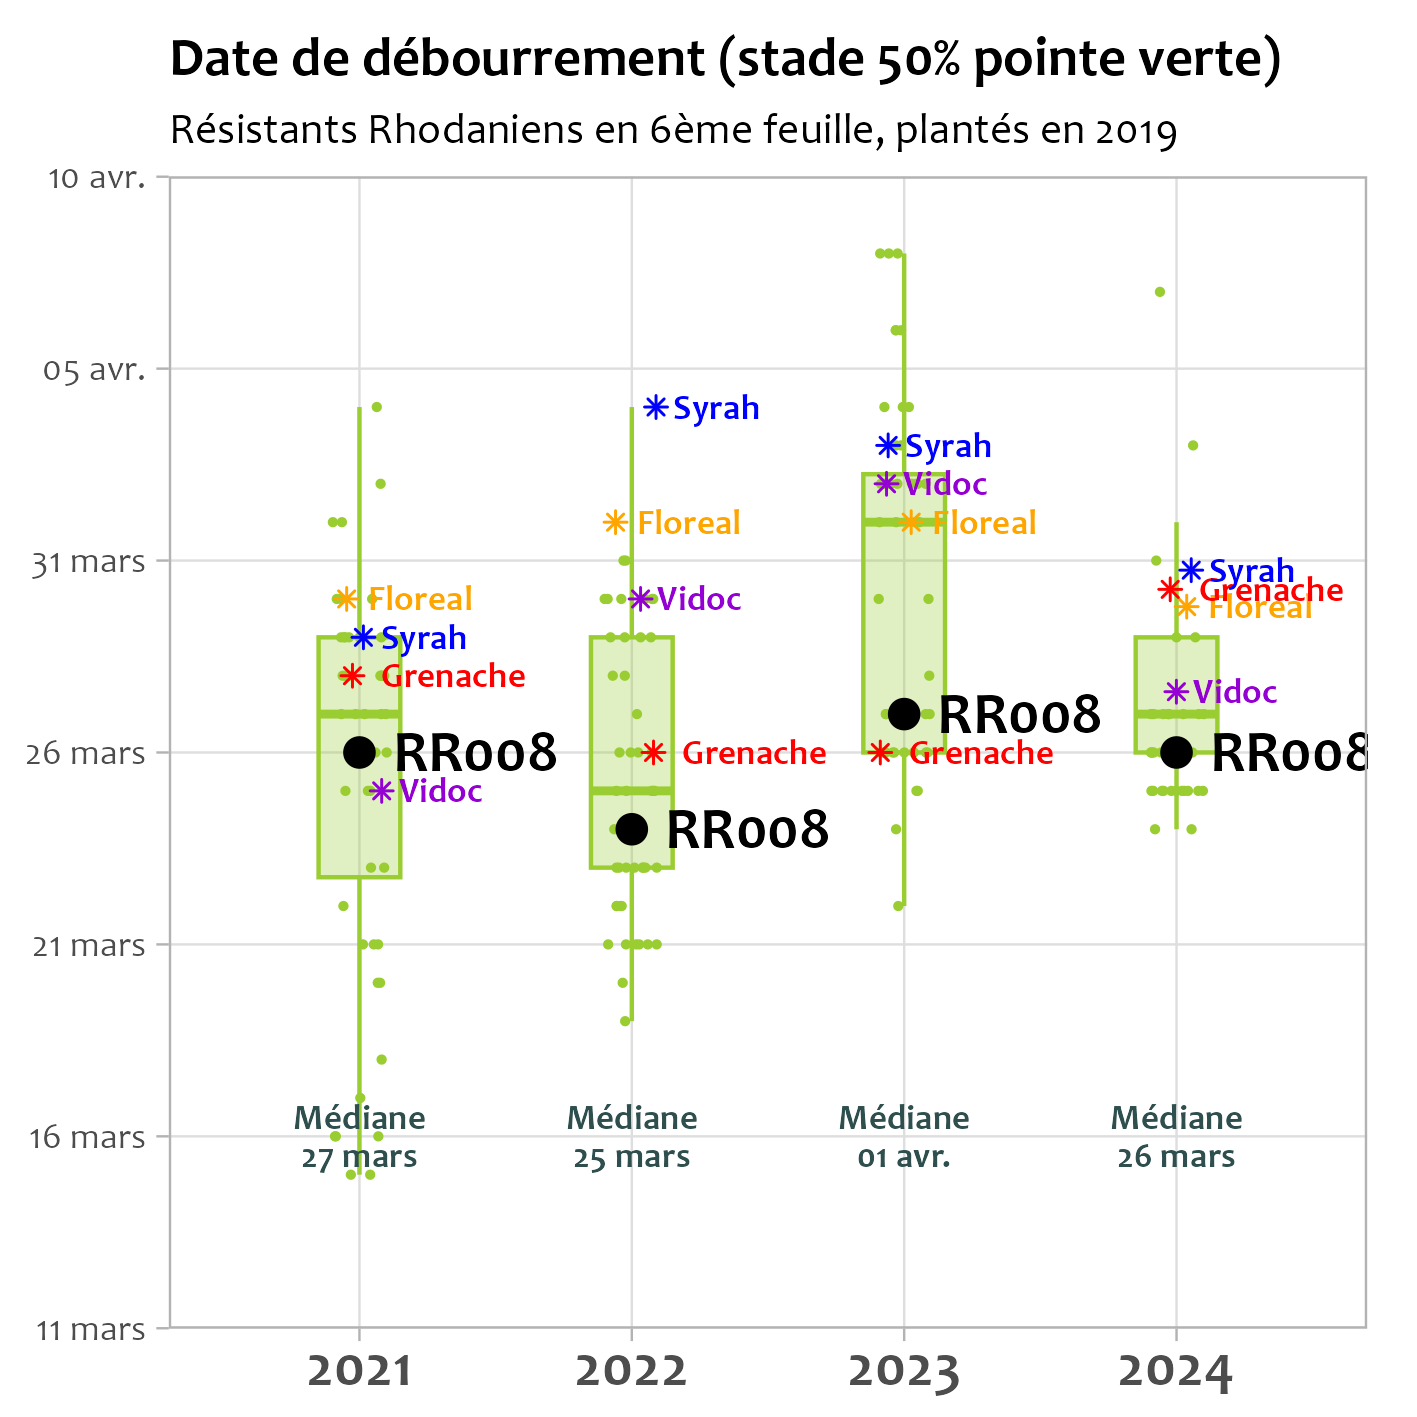 Date de débourrement (stade 50% pointe verte)
Résistants Rhodaniens en 6ème feuille, plantés en 2019
10 avr.
05 avr.
31 mars
26 mars
21 mars
16 mars
11 mars
Floreal
Syrah
Grenache
RR008
Vidoc
Médiane
27 mars
Syrah
Floreal
Vidoc
Grenache
RR008
Médiane
25 mars
Syrah
Vidoc
Floreal
RR008
Grenache
Médiane
01 avr.
Syrah
Grenache
Floreal
Vidoc
RR008
Médiane
26 mars
2021
2022
2023
2024